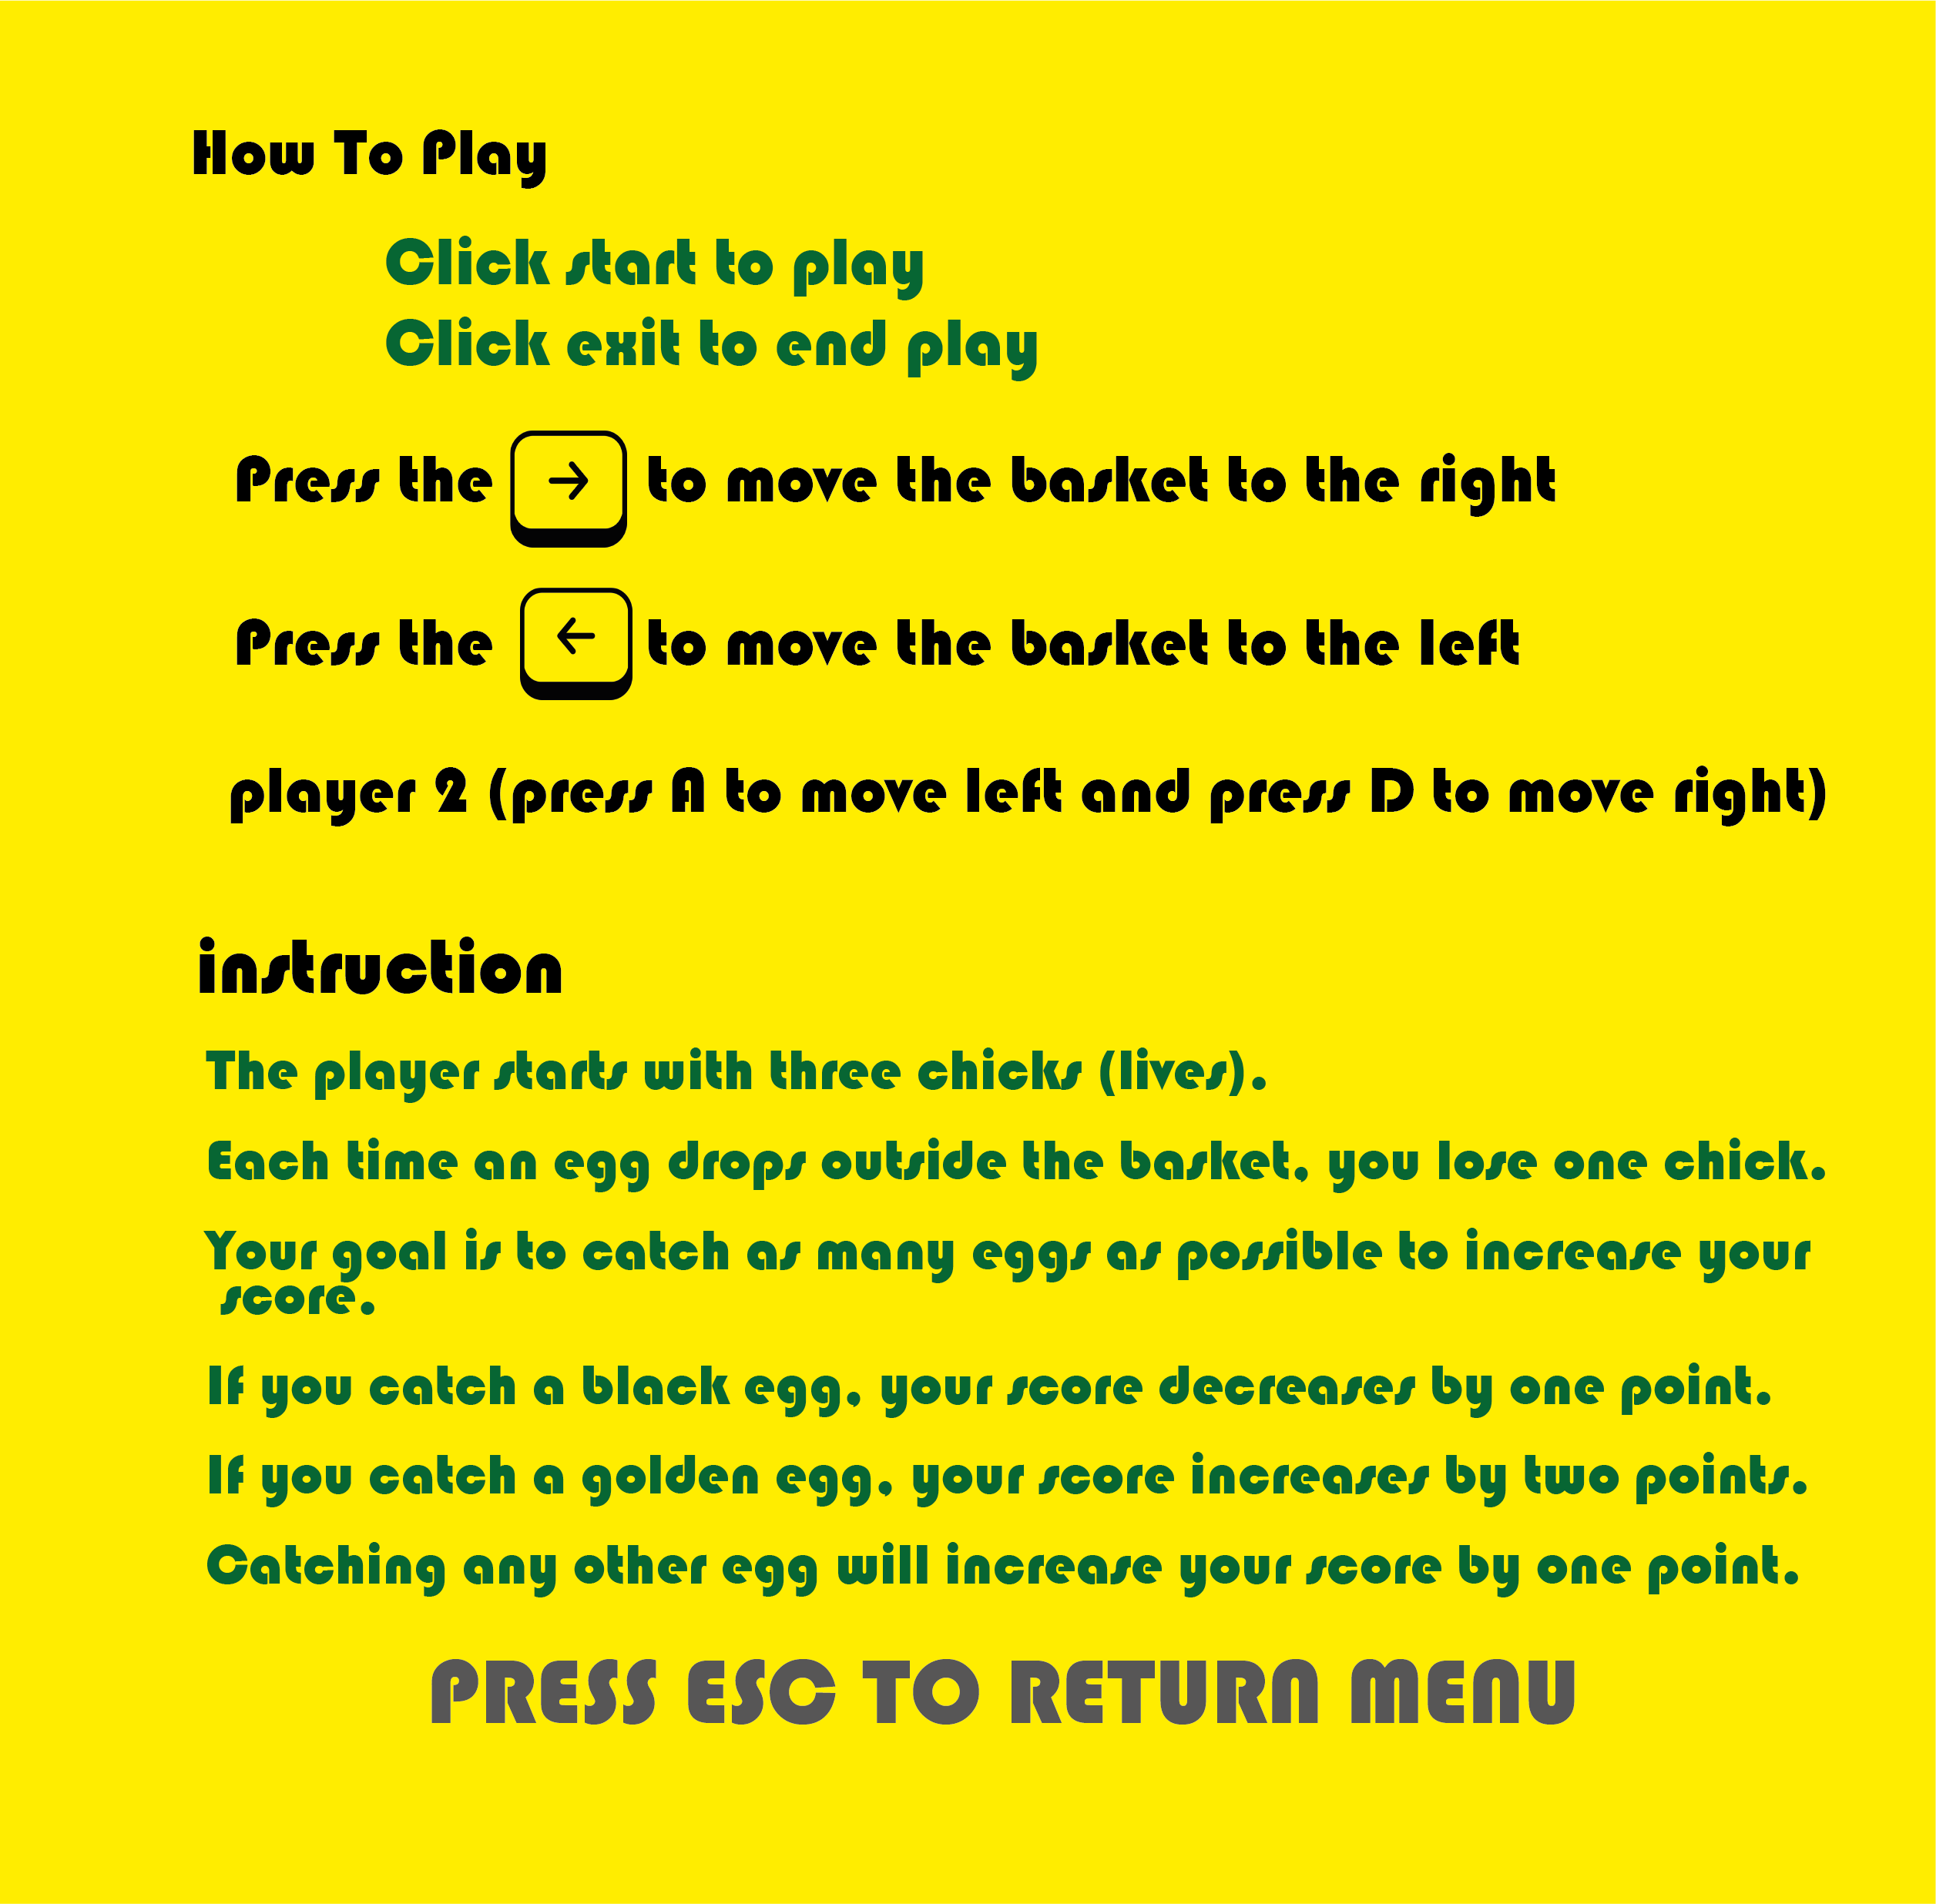 How To Play
Click start to play
Click exit to end play
Press the → to move the basket to the right
Press the ← to move the basket to the left
player 2 (press A to move left and press D to move right)
instruction
The player starts with three chicks (lives).
Each time an egg drops outside the basket, you lose one chick.
Your goal is to catch as many eggs as possible to increase your
score.
If you catch a black egg, your score decreases by one point.
If you catch a golden egg, your score increases by two points.
Catching any other egg will increase your score by one point.
PRESS ESC TO RETURN MENU